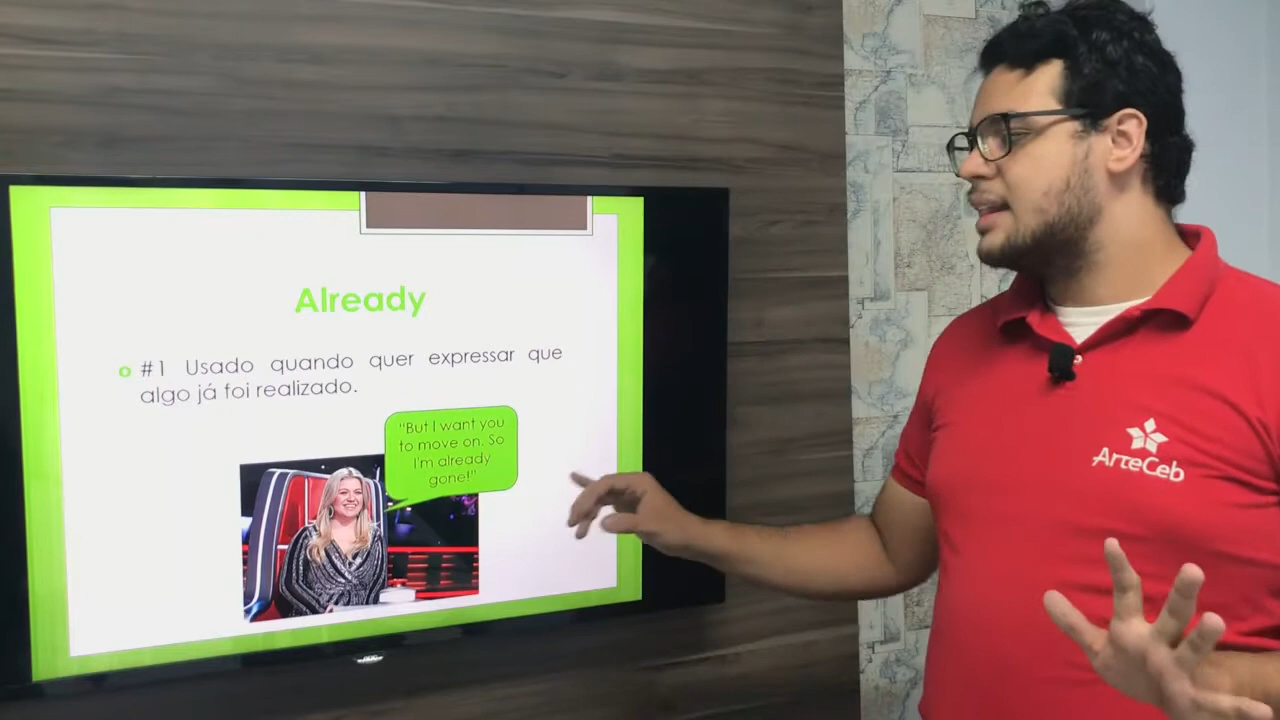 Already
#1 Usado quando quer expressar que
algo já foi realizado.
"But I want you
to move on. So
I'm already
gone!"
ArteCeb